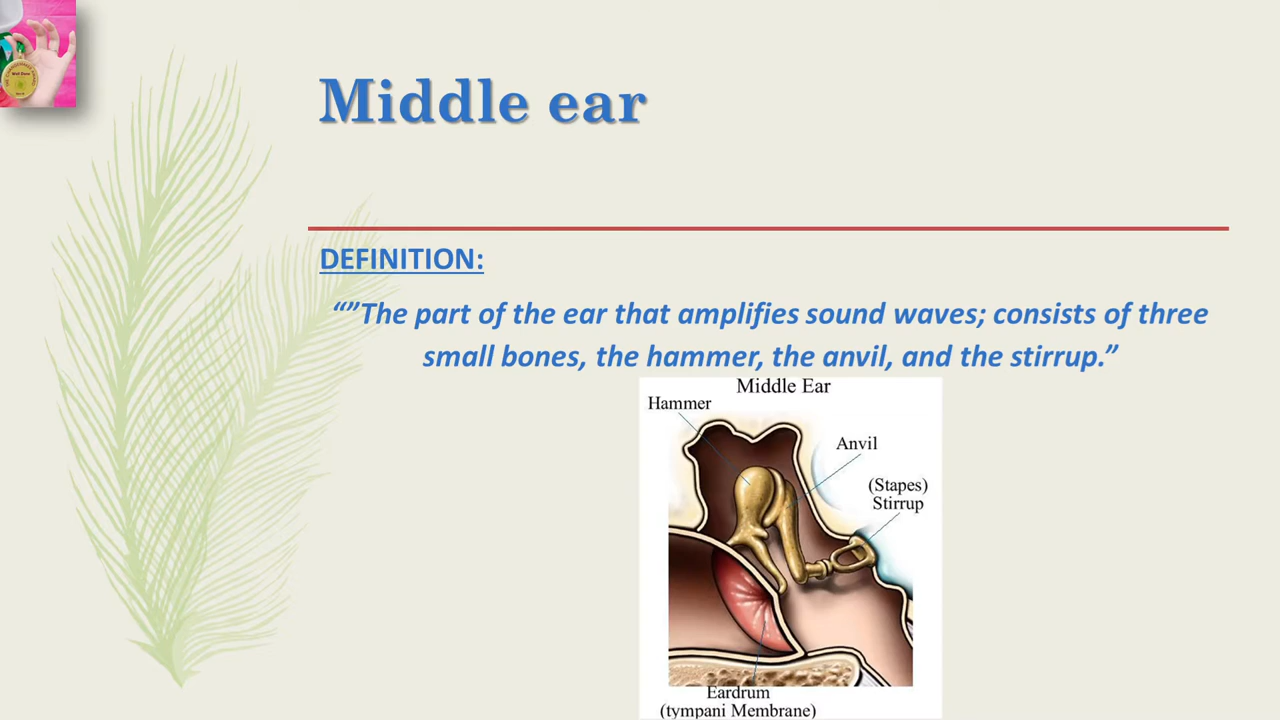 Middle ear
DEFINITION:
“”The part of the ear that amplifies sound waves; consists of three
small bones, the hammer, the anvil, and the stirrup.”
Middle Ear
Hammer
Anvil
(Stapes)
Stirrup
Eardrum
(tympani Membrane)